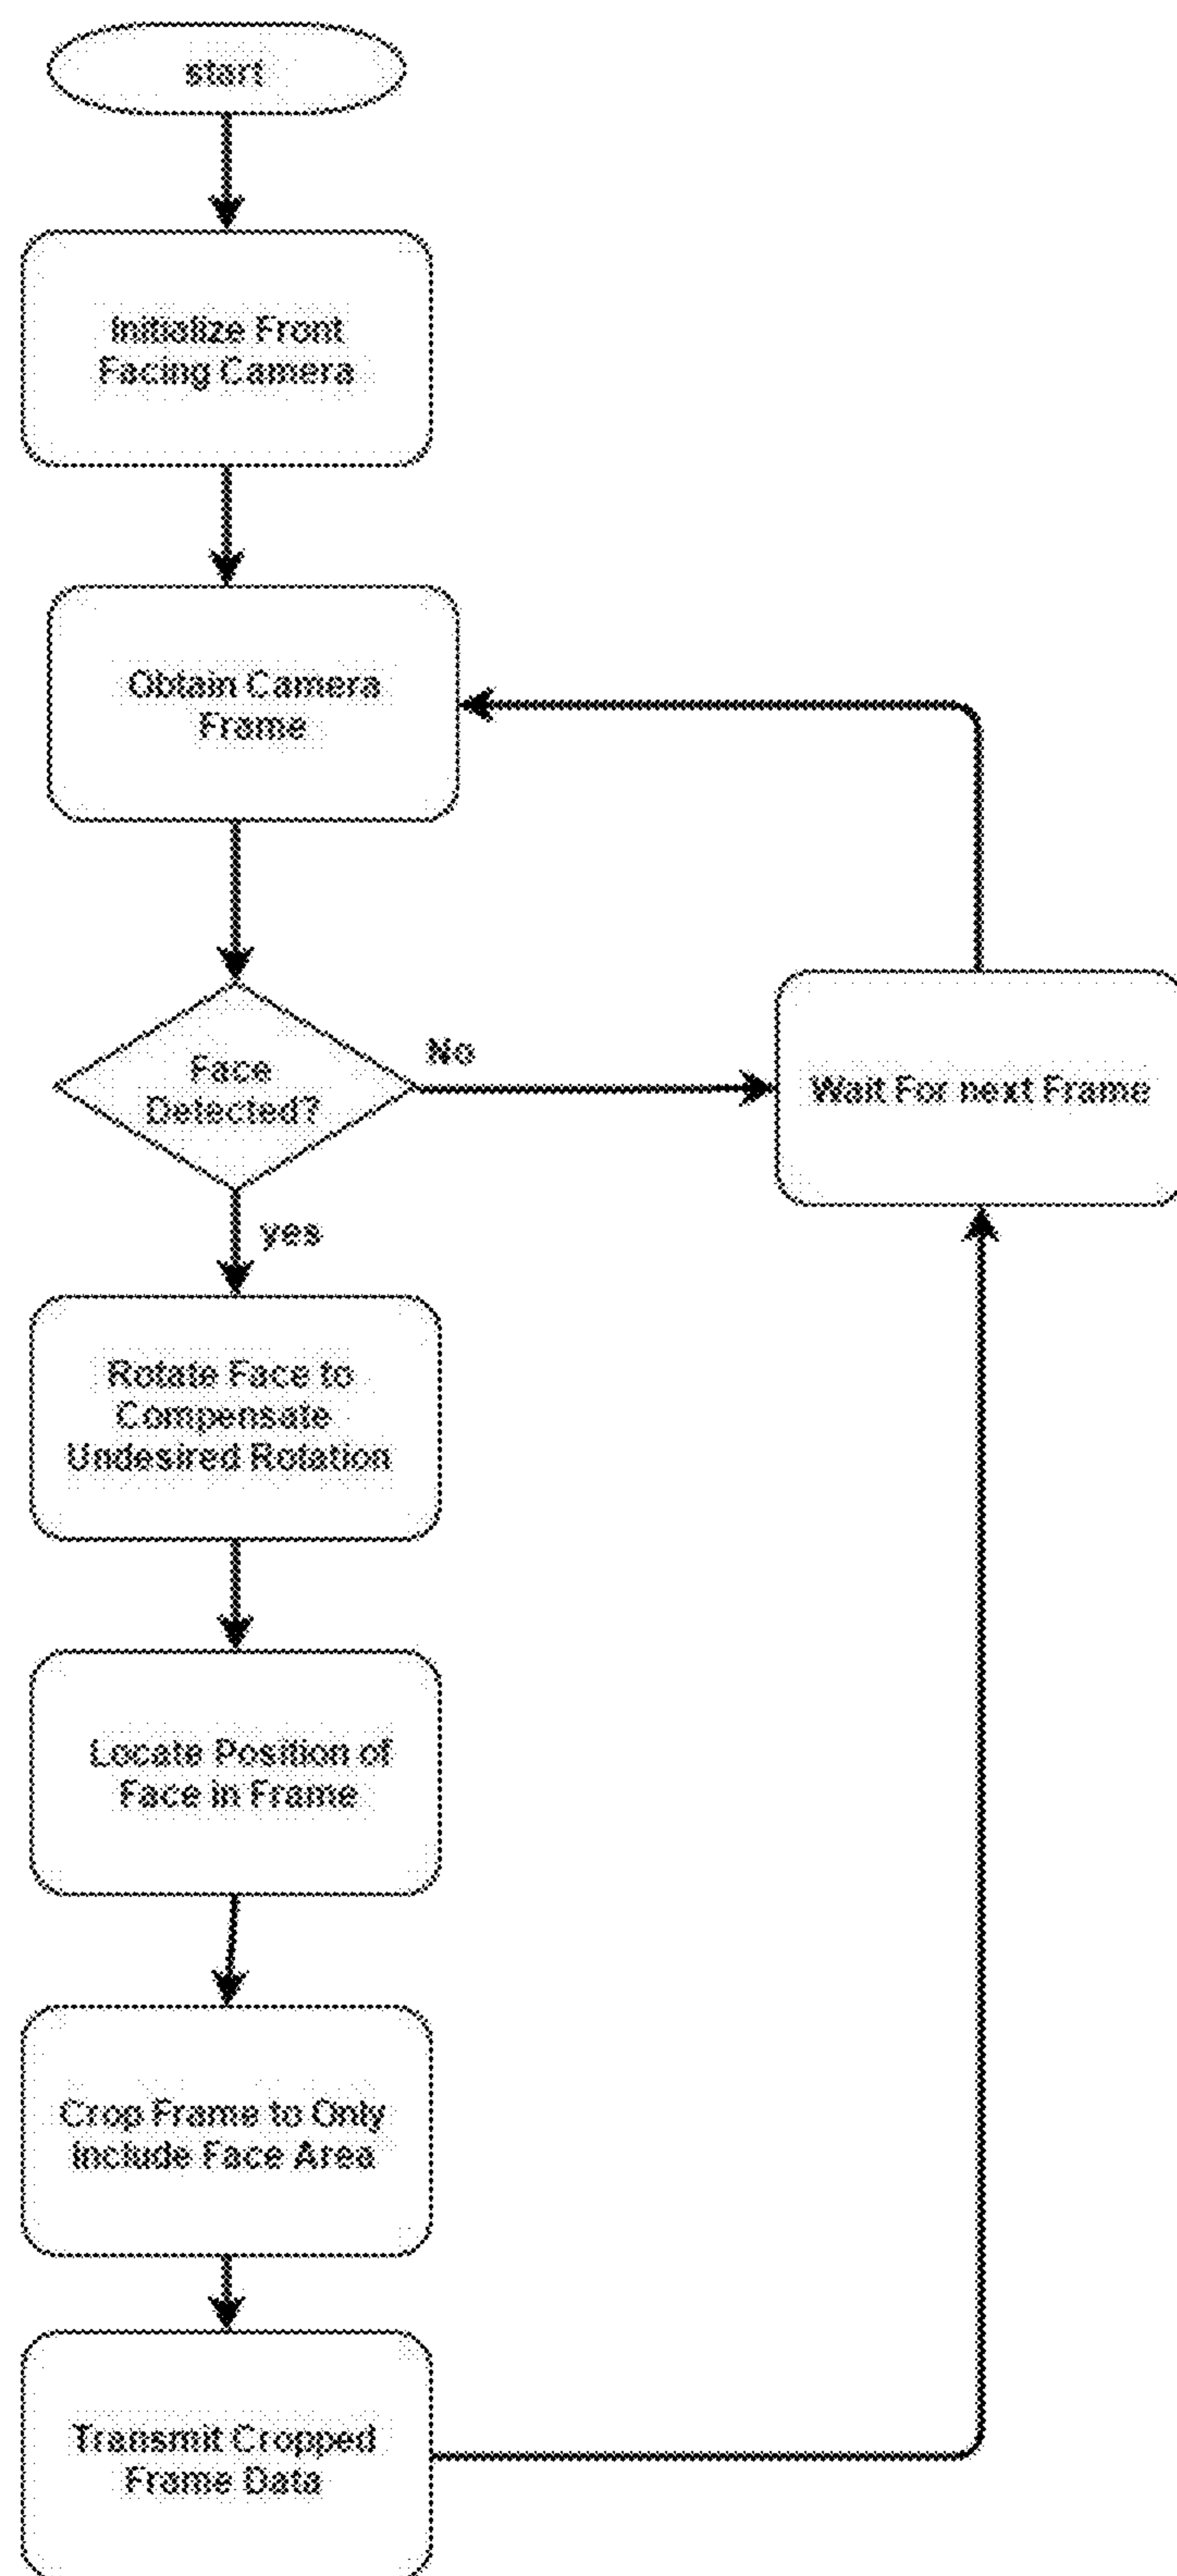 start
Initialize Front
Facing Camera
Obtain Camera
Frame
Face
Detected?
No
Wait For next Frame
yes
Rotate Face to
Compensate
Undesired Rotation
Locate Position of
Face in Frame
Crop Frame to Only
Include Face Area
Transmit Cropped
Frame Data